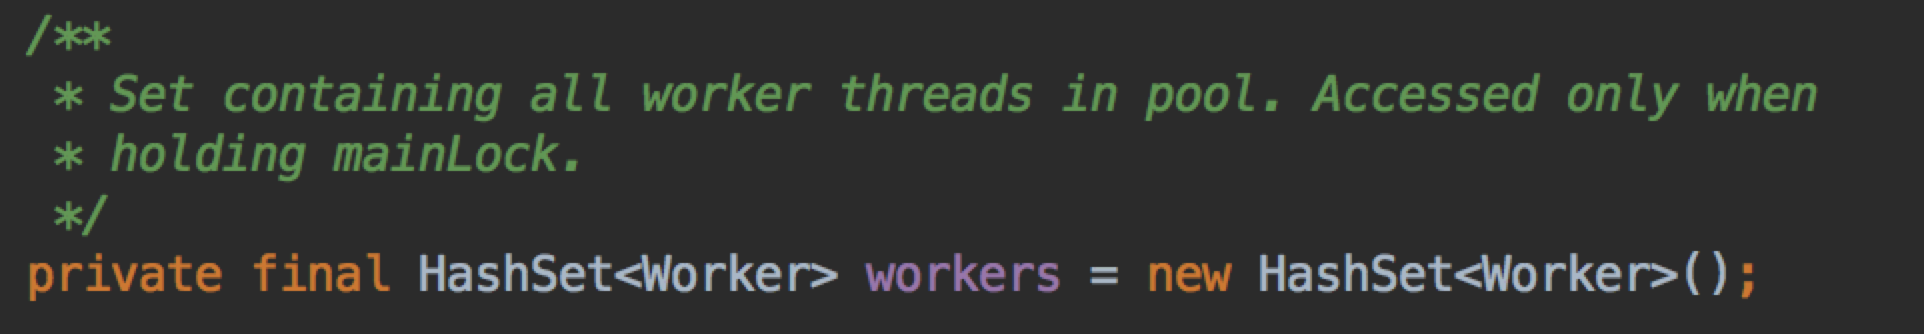 /**
 * Set containing all worker threads in pool. Accessed only when
 * holding mainLock.
 */
private final HashSet<Worker> workers = new HashSet<Worker>();